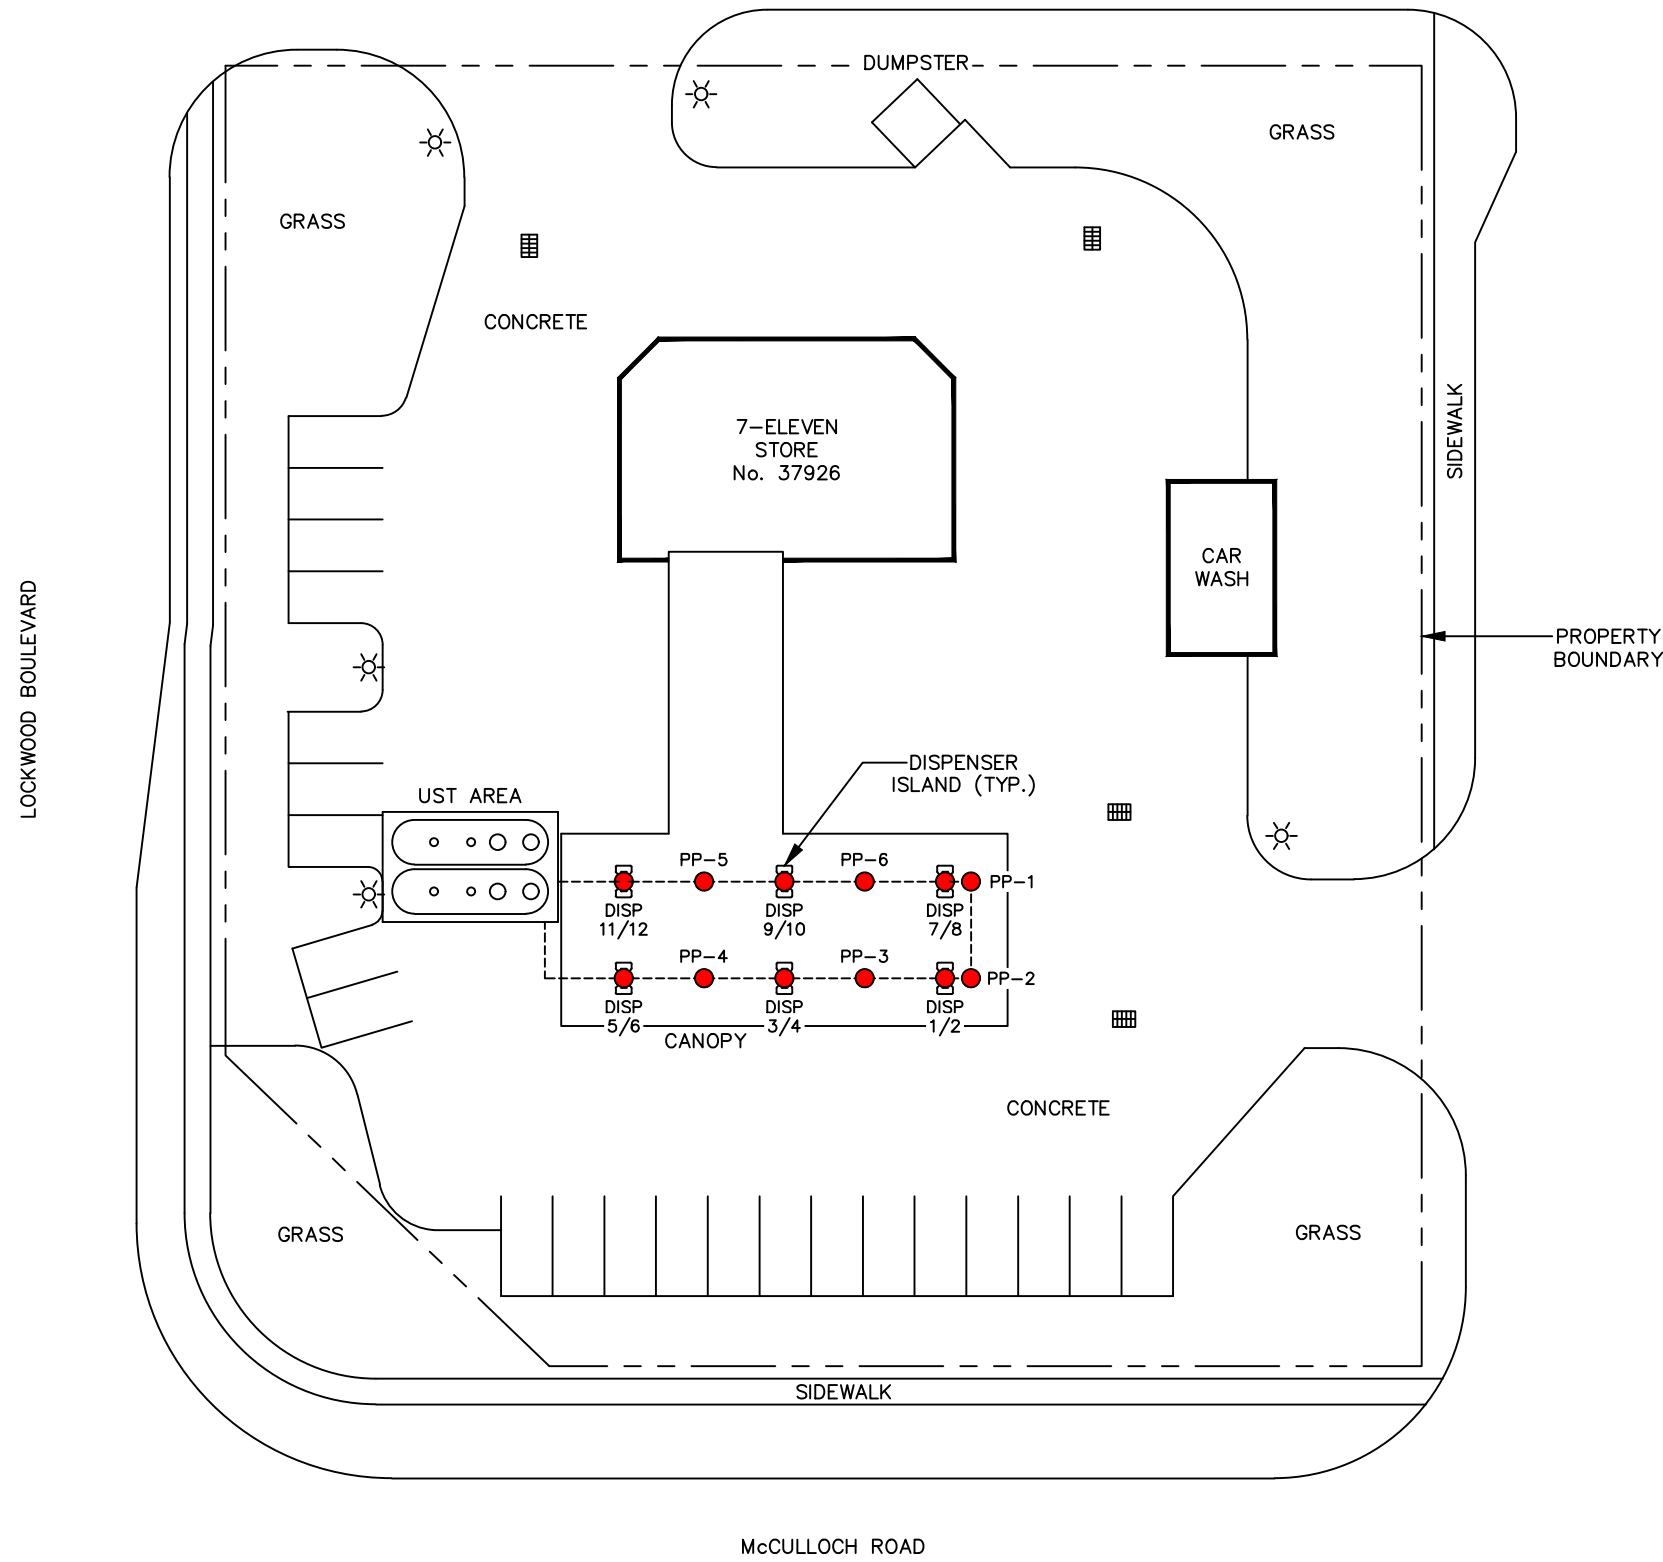 DUMPSTER
GRASS
GRASS
CONCRETE
7-ELEVEN
STORE
No. 37926
SIDEWALK
CAR
WASH
LOCKWOOD BOULEVARD
PROPERTY
BOUNDARY
DISPENSER
ISLAND (TYP.)
UST AREA
PP-5
PP-6
PP-1
DISP
11/12
DISP
9/10
DISP
7/8
PP-4
PP-3
PP-2
DISP
5/6
DISP
3/4
DISP
1/2
CANOPY
CONCRETE
GRASS
GRASS
SIDEWALK
McCULLOCH ROAD